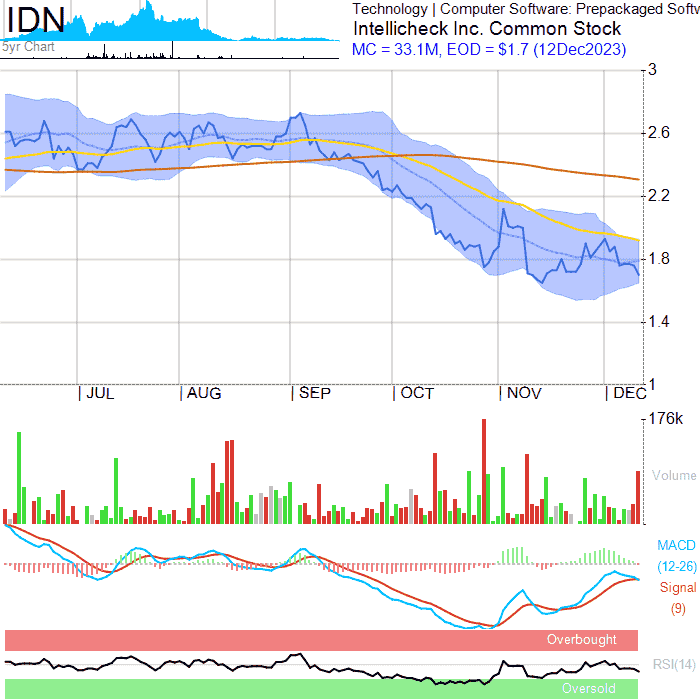 IDN
5yr Chart
Technology | Computer Software: Prepackaged Softw
Intellicheck Inc. Common Stock
MC = 33.1M, EOD = $1.7 (12Dec2023)
3
2.6
2.2
1.8
1.4
1
| JUL | AUG | SEP | OCT | NOV | DEC
176k
Volume
MACD
(12-26)
Signal
(9)
Overbought
RSI(14)
Oversold